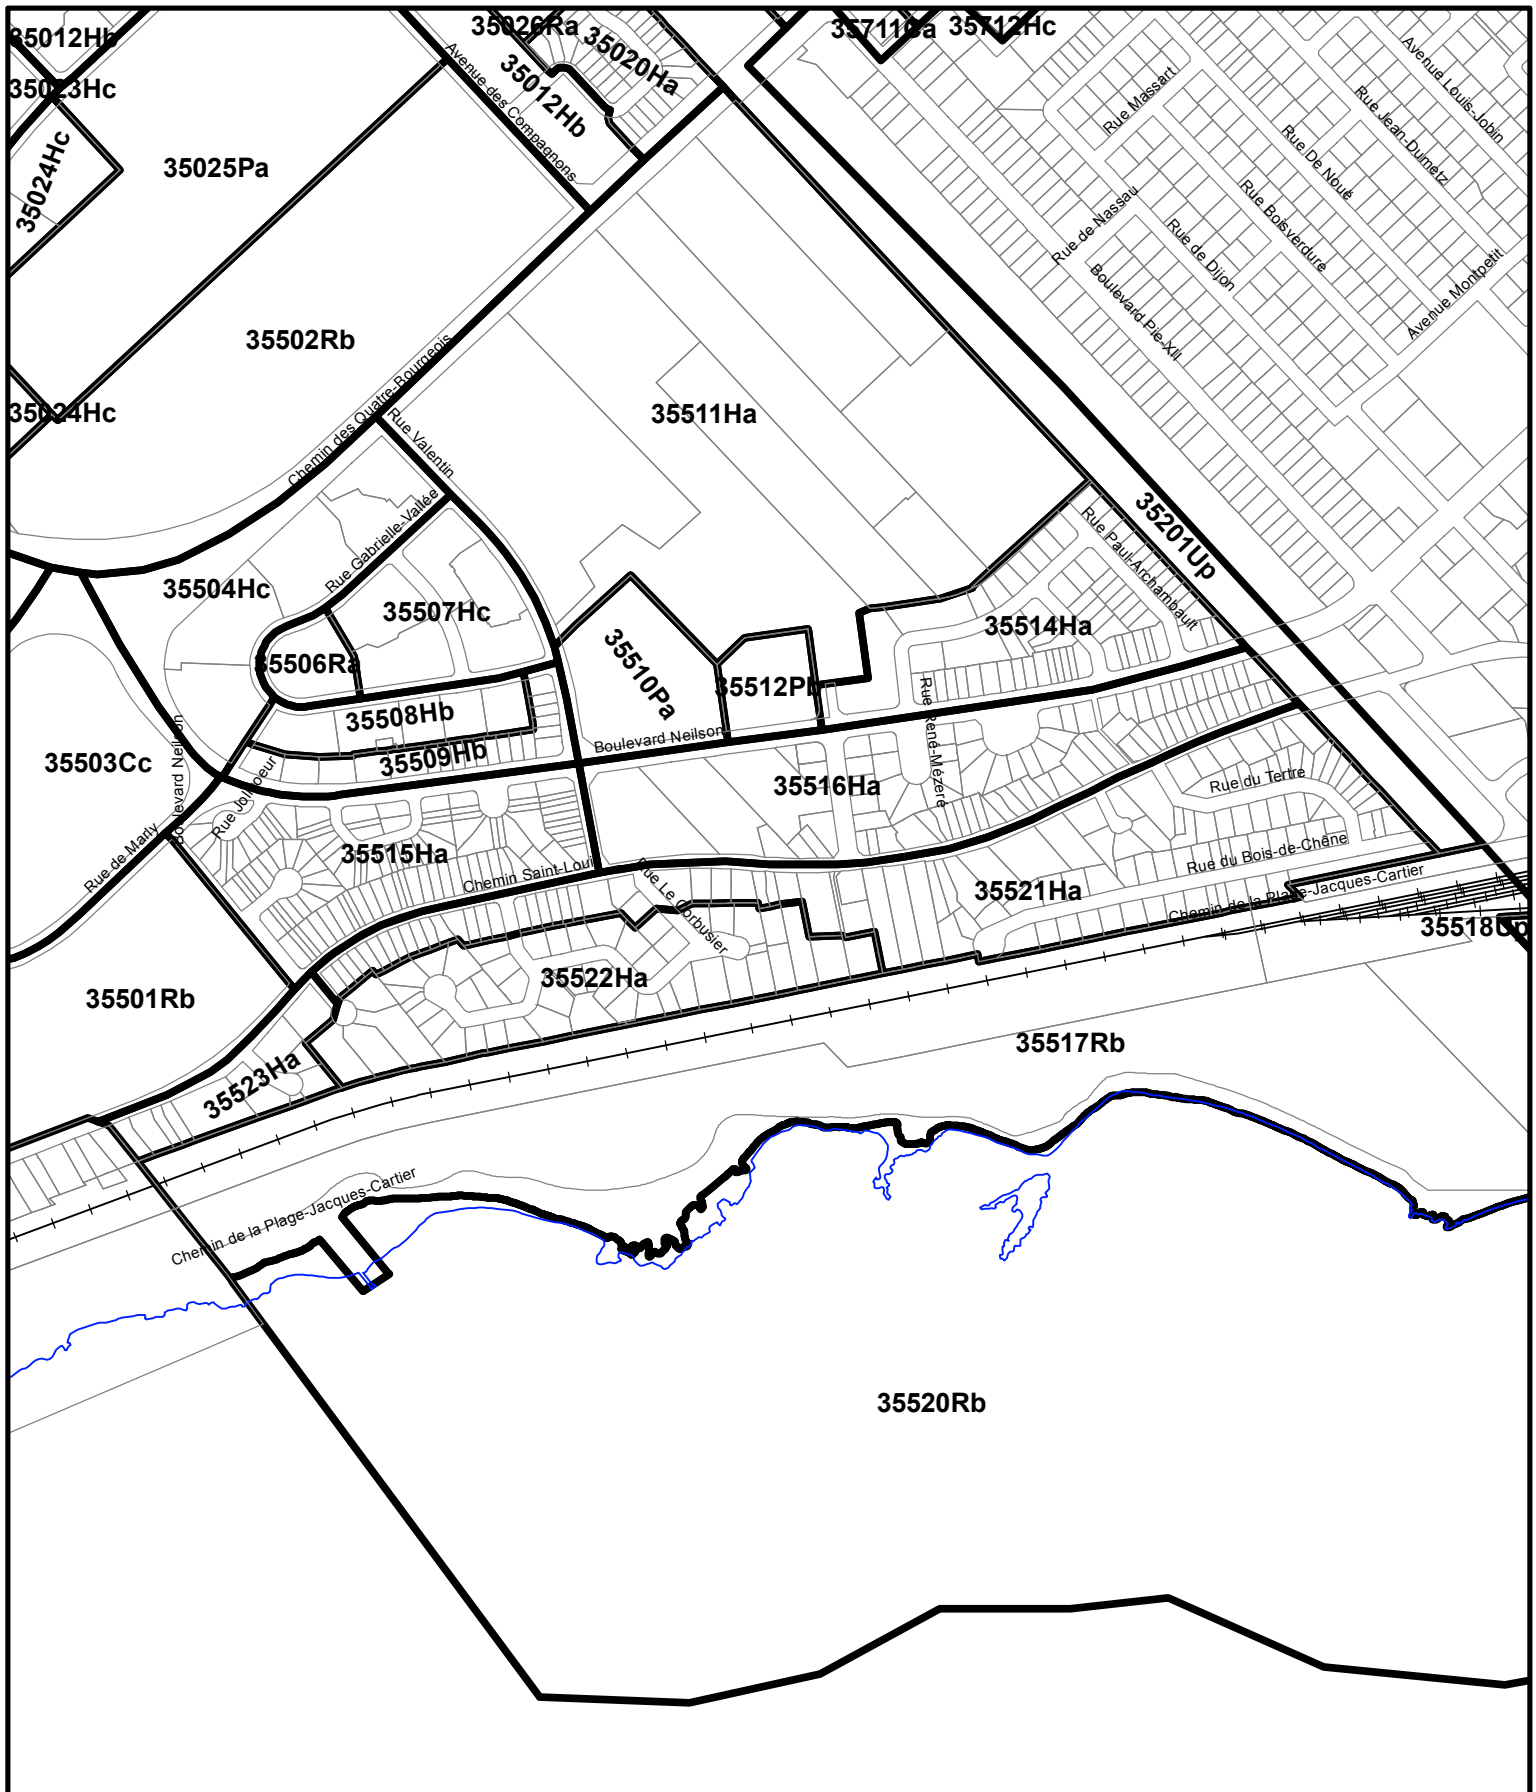 35012Hb
35026Ra
35020Ha
35712Hc
35023Hc
35012Hb
Avenue des Compagnons
Avenue Louis-Jobin
Rue Massart
Rue Jean-Dumetz
Rue De Nouë
35024Hc
35025Pa
Rue Boisverdure
Rue de Nassau
Rue de Dijon
Avenue Montpetit
Boulevard Pie-XII
35502Rb
Chemin des Quatre-Bourgeois
35024Hc
35511Ha
Rue Valentin
Rue Gabrielle-Vallée
35201Up
Rue Paul-Archambault
35504Hc
35507Hc
35514Ha
35506Ra
35510Pa
35512Pb
35508Hb
Rue René-Mézeré
Boulevard Neilson
35503Cc
Boulevard Neilson
35509Hb
35516Ha
Rue du Tertre
Rue Jolicoeur
Rue de Marly
35515Ha
Chemin Saint-Loui
Rue Le Corbusier
Rue du Bois-de-Chêne
35521Ha
Chemin de la Plage-Jacques-Cartier
35518Up
35522Ha
35501Rb
35517Rb
35523Ha
Chemin de la Plage-Jacques-Cartier
35520Rb